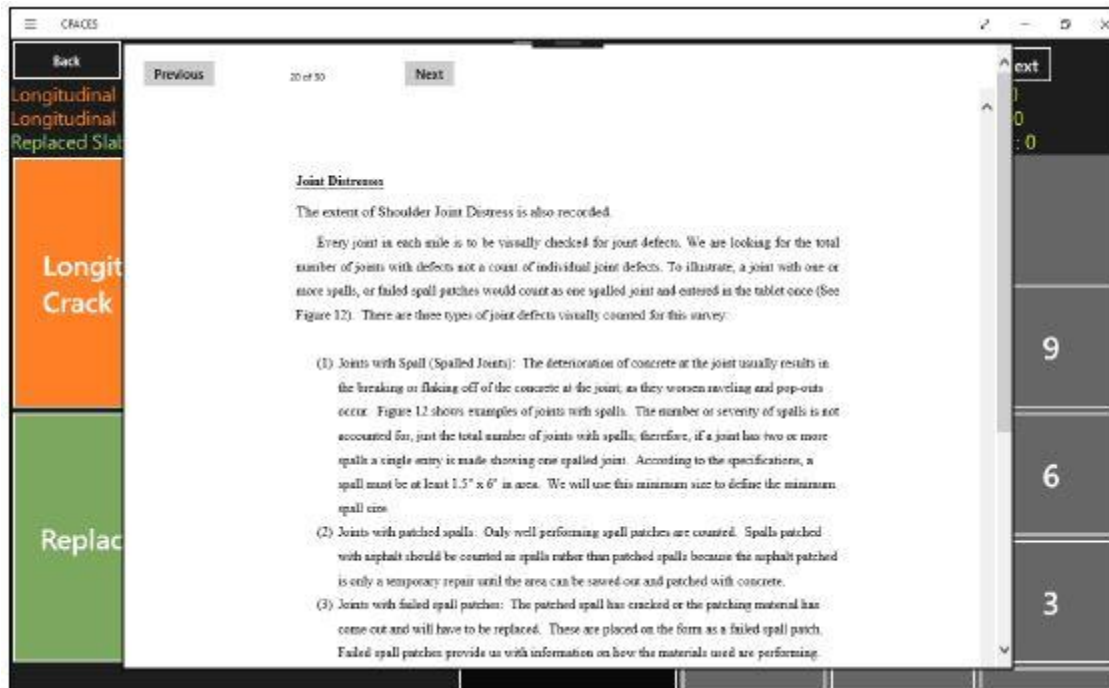 CPACES
Back
Previous
20 of 50
Next
ext
Longitudinal
Longitudinal
0
Replaced Slab
: 0
Joint Distresses
The extent of Shoulder Joint Distress is also recorded.
Every joint in each mile is to be visually checked for joint defects. We are looking for the total
number of joints with defects not a count of individual joint defects. To illustrate, a joint with one or
more spalls, or failed spall patches would count as one spalled joint and entered in the tablet once (See
Figure 12). There are three types of joint defects visually counted for this survey:
Longit
Crack
9
(1) Joints with Spall (Spalled Joints): The deterioration of concrete at the joint usually results in
the breaking or flaking off of the concrete at the joint; as they worsen raveling and pop-outs
occur. Figure 12 shows examples of joints with spalls. The number or severity of spalls is not
accounted for, just the total number of joints with spalls; therefore, if a joint has two or more
spalls a single entry is made showing one spalled joint. According to the specifications, a
spall must be at least 1.5" x 6" in area. We will use this minimum size to define the minimum
spall size.
6
(2) Joints with patched spalls: Only well performing spall patches are counted. Spalls patched
with asphalt should be counted as spalls rather than patched spalls because the asphalt patched
is only a temporary repair until the area can be sawed out and patched with concrete.
Replac
(3) Joints with failed spall patches: The patched spall has cracked or the patching material has
come out and will have to be replaced. These are placed on the form as a failed spall patch.
Failed spall patches provide us with information on how the materials used are performing.
3